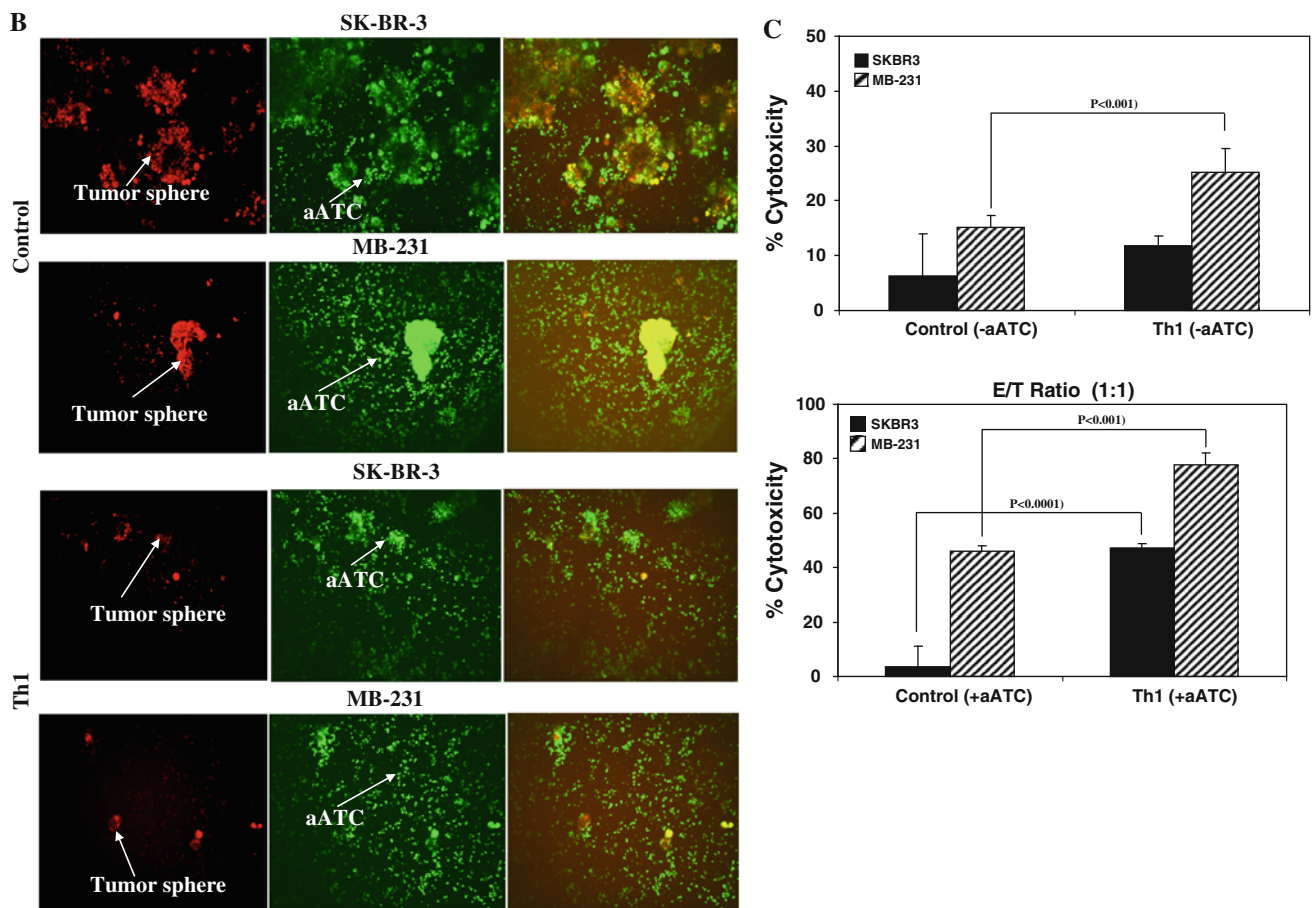 B
SK-BR-3
Tumor sphere
aATC
Control
MB-231
Tumor sphere
aATC
SK-BR-3
Tumor sphere
aATC
Th1
MB-231
Tumor sphere
aATC
C
50
40
30
20
10
0
% Cytotoxicity
SKBR3
MB-231
P<0.001)
Control (-aATC)
Th1 (-aATC)
E/T Ratio (1:1)
100
80
60
40
20
0
% Cytotoxicity
SKBR3
MB-231
P<0.001)
P<0.0001)
Control (+aATC)
Th1 (+aATC)